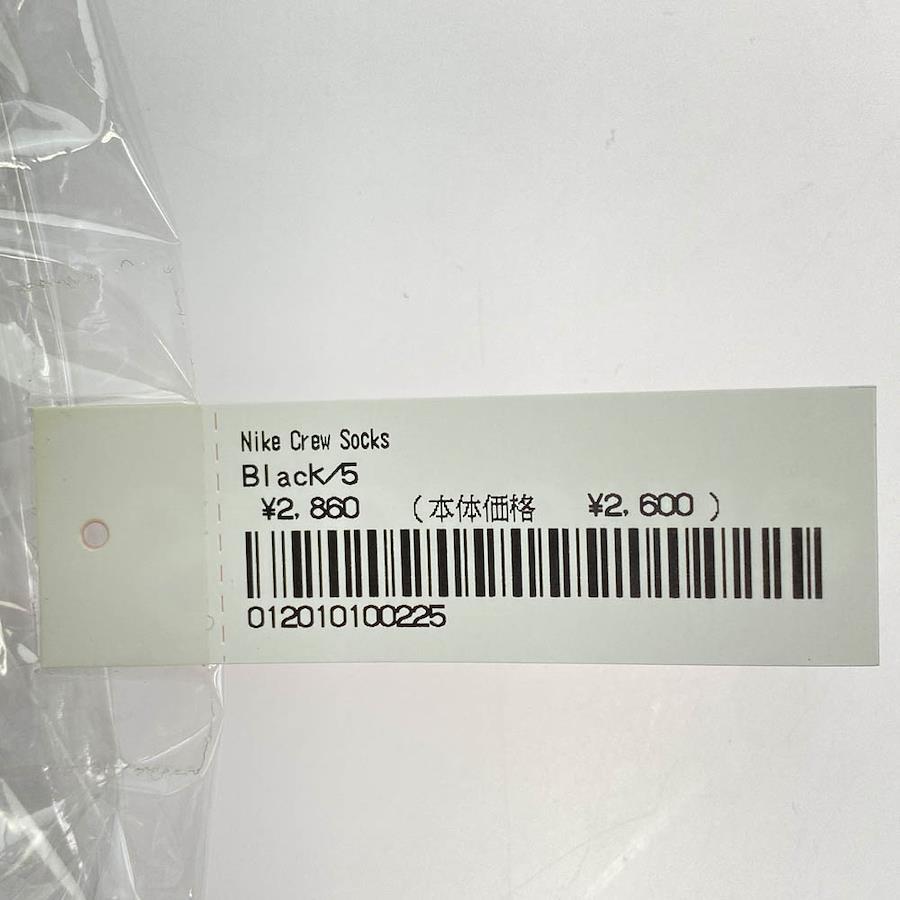 Nike Crew Socks
Black/5
¥2,860 (本体価格 ¥2,600)
012010100225